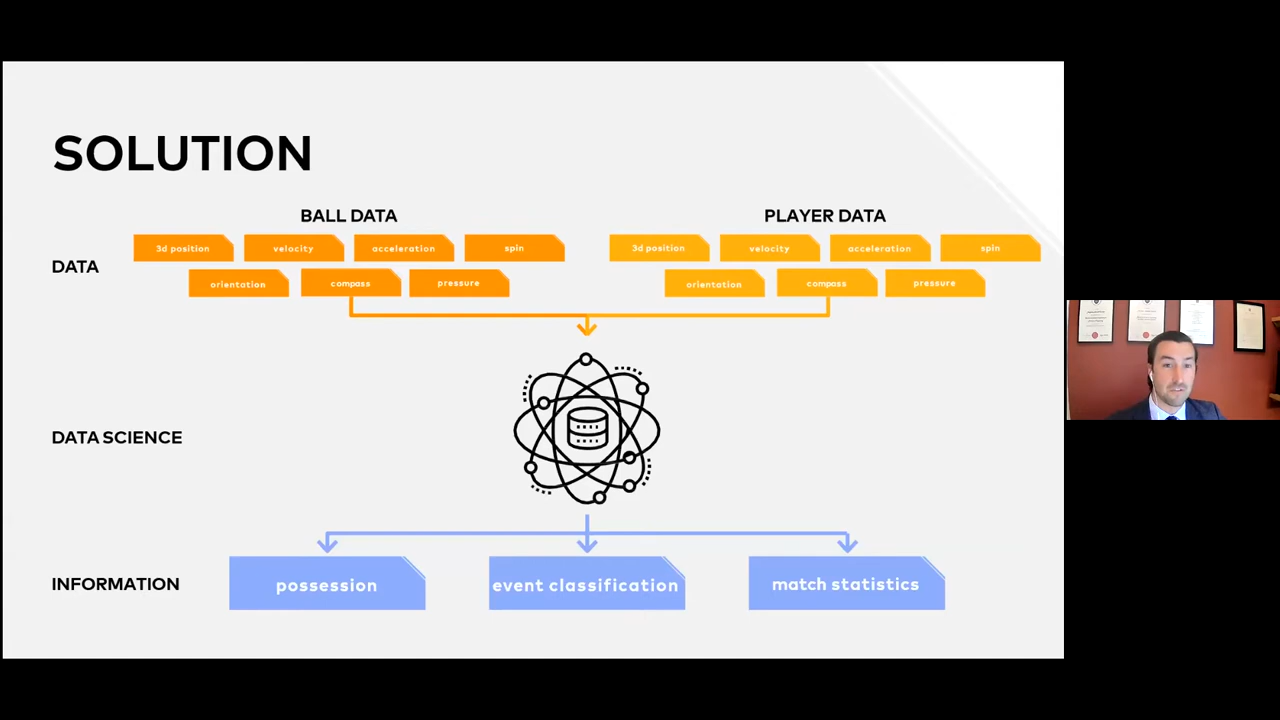 SOLUTION
BALL DATA
PLAYER DATA
DATA
3d position
velocity
acceleration
spin
3d position
velocity
acceleration
spin
orientation
compass
pressure
orientation
compass
pressure
DATA SCIENCE
INFORMATION
possession
event classification
match statistics